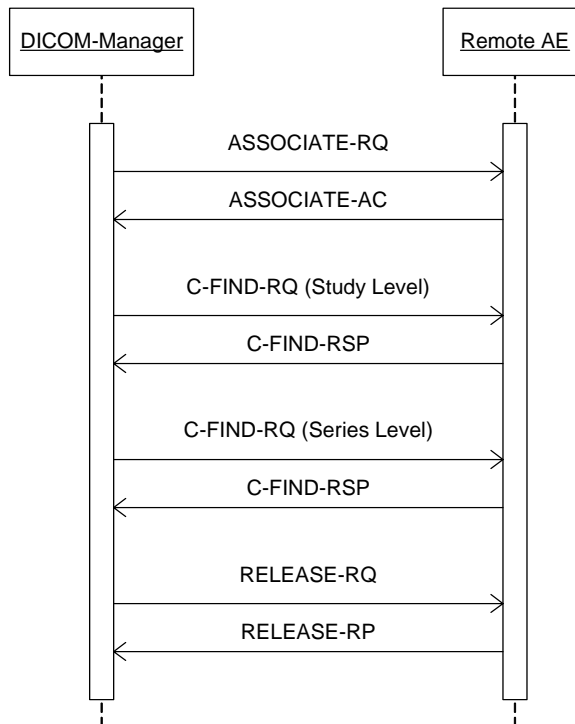 DICOM-Manager
Remote AE
ASSOCIATE-RQ
ASSOCIATE-AC
C-FIND-RQ (Study Level)
C-FIND-RSP
C-FIND-RQ (Series Level)
C-FIND-RSP
RELEASE-RQ
RELEASE-RP